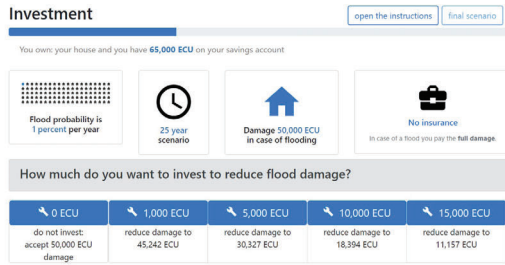 Investment
open the instructions
final scenario
You own: your house and you have 65,000 ECU on your savings account
Flood probability is
1 percent per year
25 year
scenario
Damage 50,000 ECU
in case of flooding
No insurance
In case of a flood you pay the full damage.
How much do you want to invest to reduce flood damage?
0 ECU
1,000 ECU
5,000 ECU
10,000 ECU
15,000 ECU
do not invest:
accept 50,000 ECU
damage
reduce damage to
45,242 ECU
reduce damage to
30,327 ECU
reduce damage to
18,394 ECU
reduce damage to
11,157 ECU